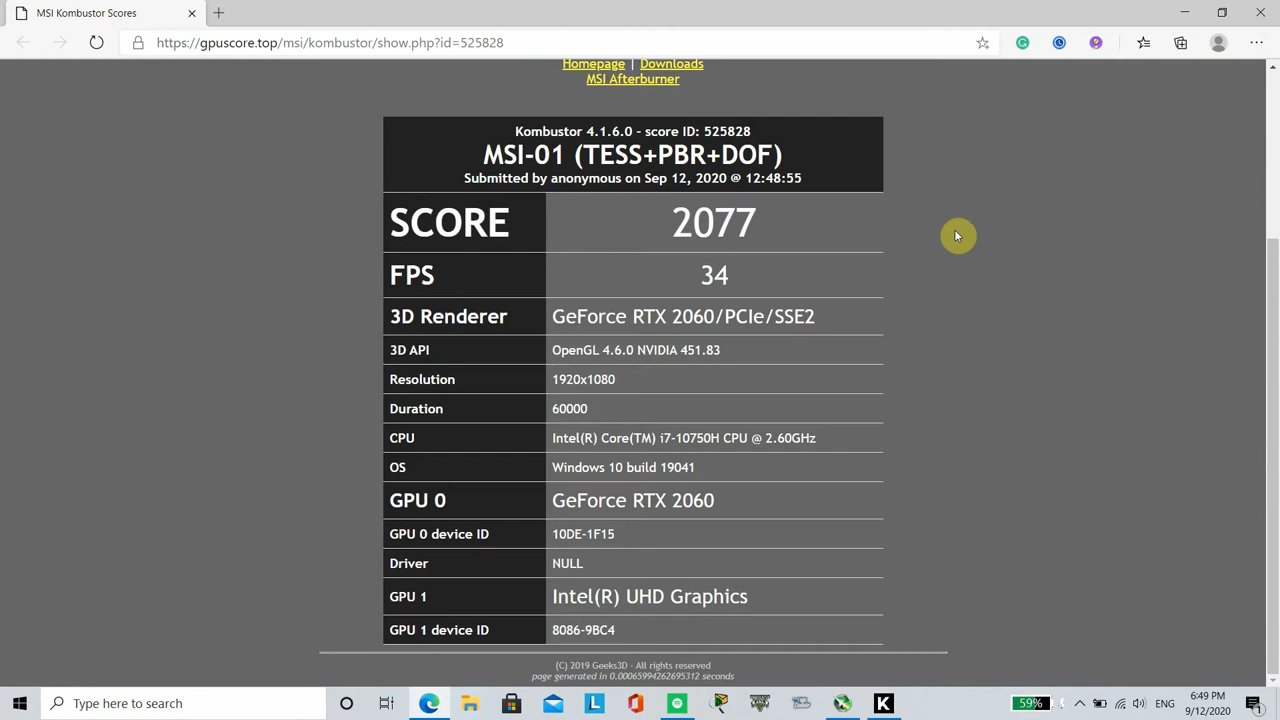 MSI Kombustor Scores
https://gpuscore.top/msi/kombustor/show.php?id=525828
Homepage | Downloads
MSI Afterburner
Kombustor 4.1.6.0 - score ID: 525828
MSI-01 (TESS+PBR+DOF)
Submitted by anonymous on Sep 12, 2020 @ 12:48:55
SCORE 2077
FPS 34
3D Renderer GeForce RTX 2060/PCIe/SSE2
3D API OpenGL 4.6.0 NVIDIA 451.83
Resolution 1920x1080
Duration 60000
CPU Intel(R) Core(TM) i7-10750H CPU @ 2.60GHz
OS Windows 10 build 19041
GPU 0 GeForce RTX 2060
GPU 0 device ID 10DE-1F15
Driver NULL
GPU 1 Intel(R) UHD Graphics
GPU 1 device ID 8086-9BC4
(C) 2019 Geeks3D - All rights reserved
page generated in 0.00065994262695312 seconds
Type here to search
L
K
59%
ENG
6:49 PM
9/12/2020
1